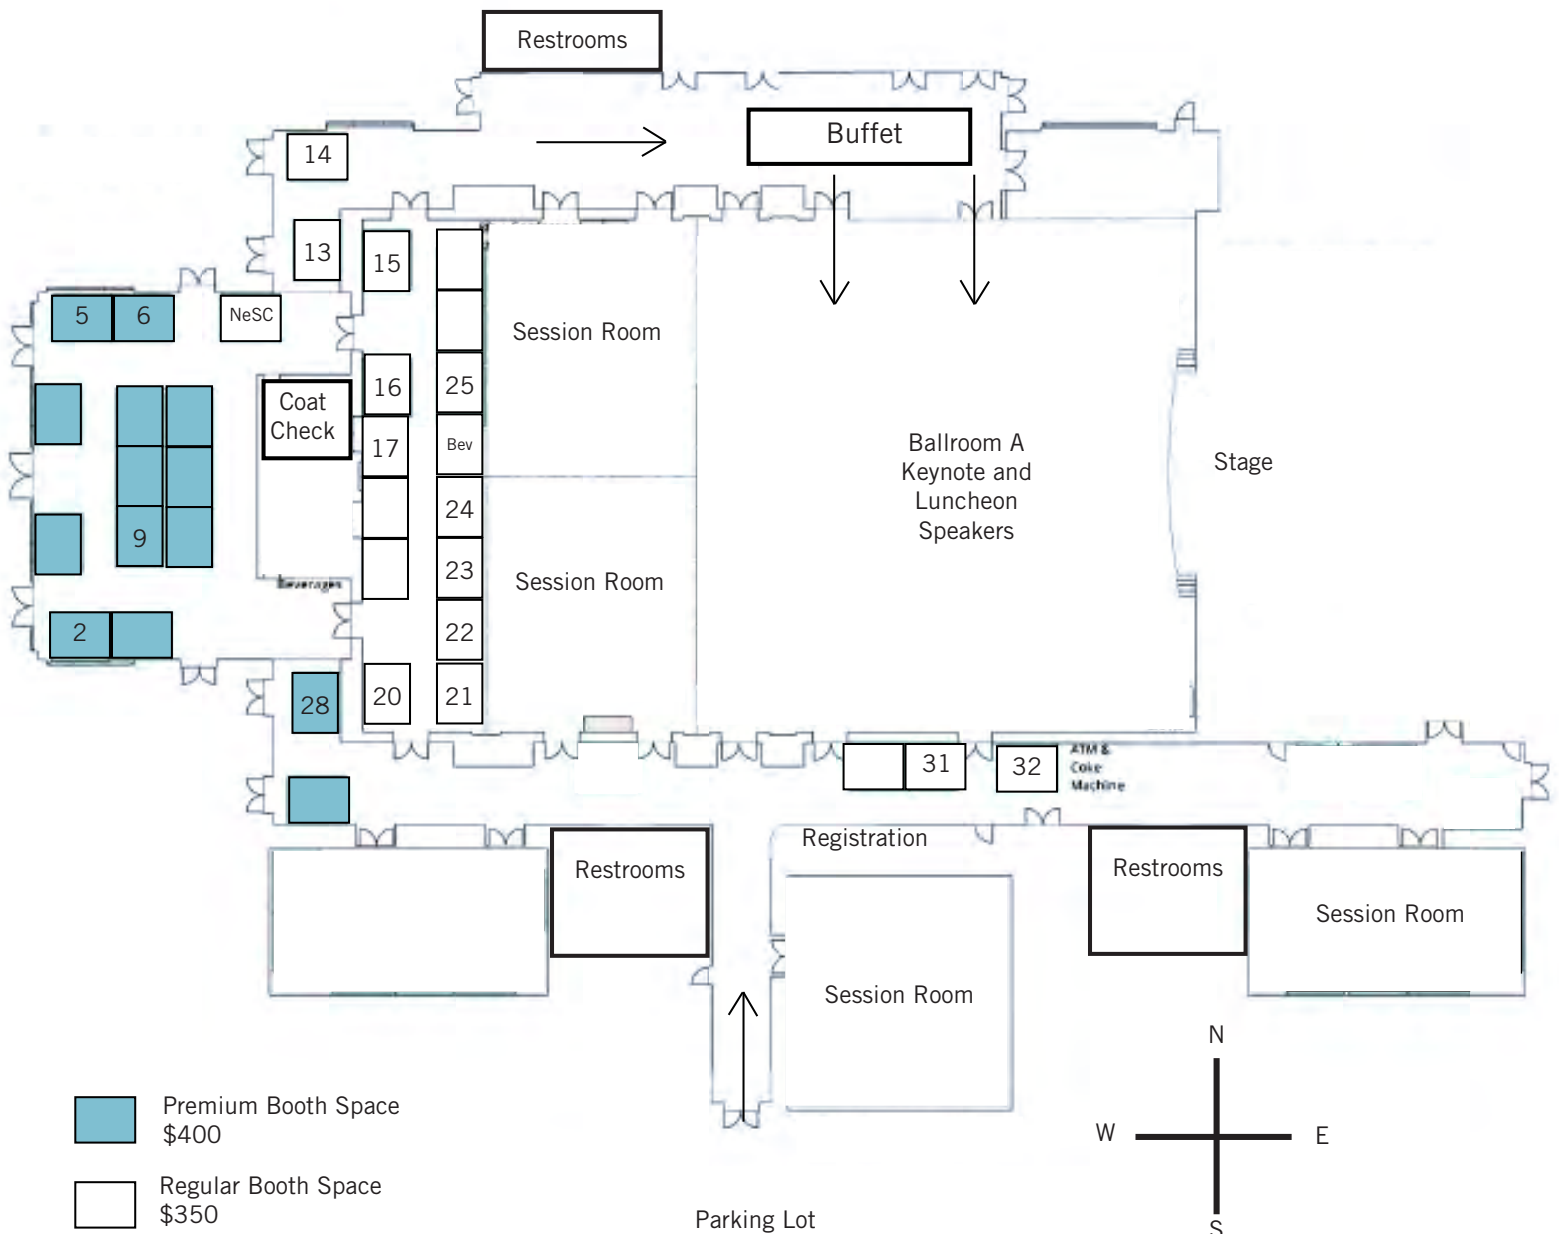 Restrooms
Buffet
14
13
15
5
6
NeSC
Session Room
16
25
Coat
Check
17
Bev
Ballroom A
Keynote and
Luncheon
Speakers
Stage
24
9
23
Beverages
Session Room
2
22
28
20
21
31
32
ATM &
Coke
Machine
Registration
Restrooms
Restrooms
Session Room
Session Room
N
W
E
S
Premium Booth Space
$400
Regular Booth Space
$350
Parking Lot